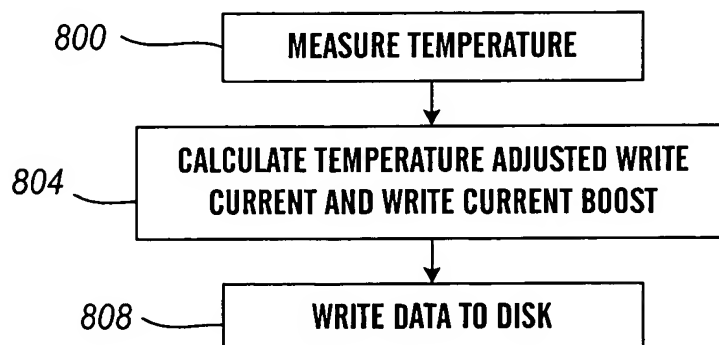 800
MEASURE TEMPERATURE
804
CALCULATE TEMPERATURE ADJUSTED WRITE
CURRENT AND WRITE CURRENT BOOST
808
WRITE DATA TO DISK